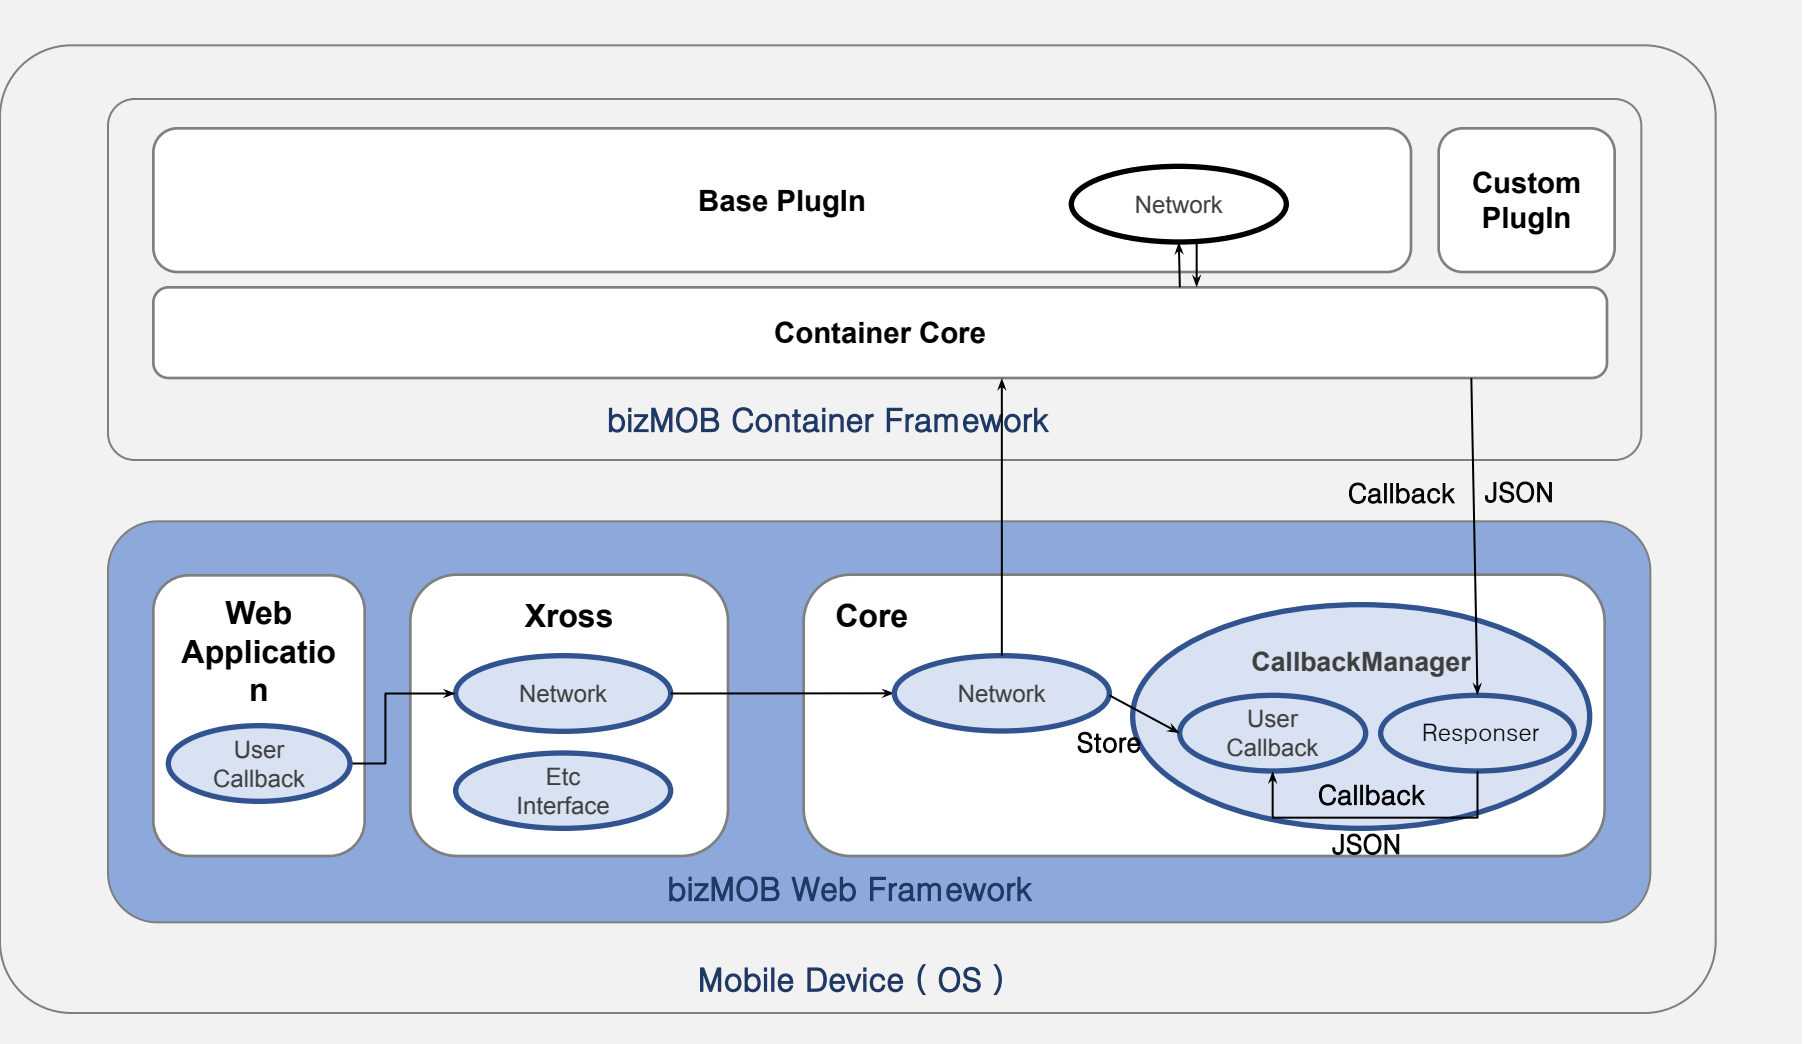 Base PlugIn
Network
Custom
PlugIn
Container Core
bizMOB Container Framework
Callback
JSON
Web
Applicatio
n
User
Callback
Xross
Network
Etc
Interface
Core
Network
Store
CallbackManager
User
Callback
Responser
Callback
JSON
bizMOB Web Framework
Mobile Device ( OS )